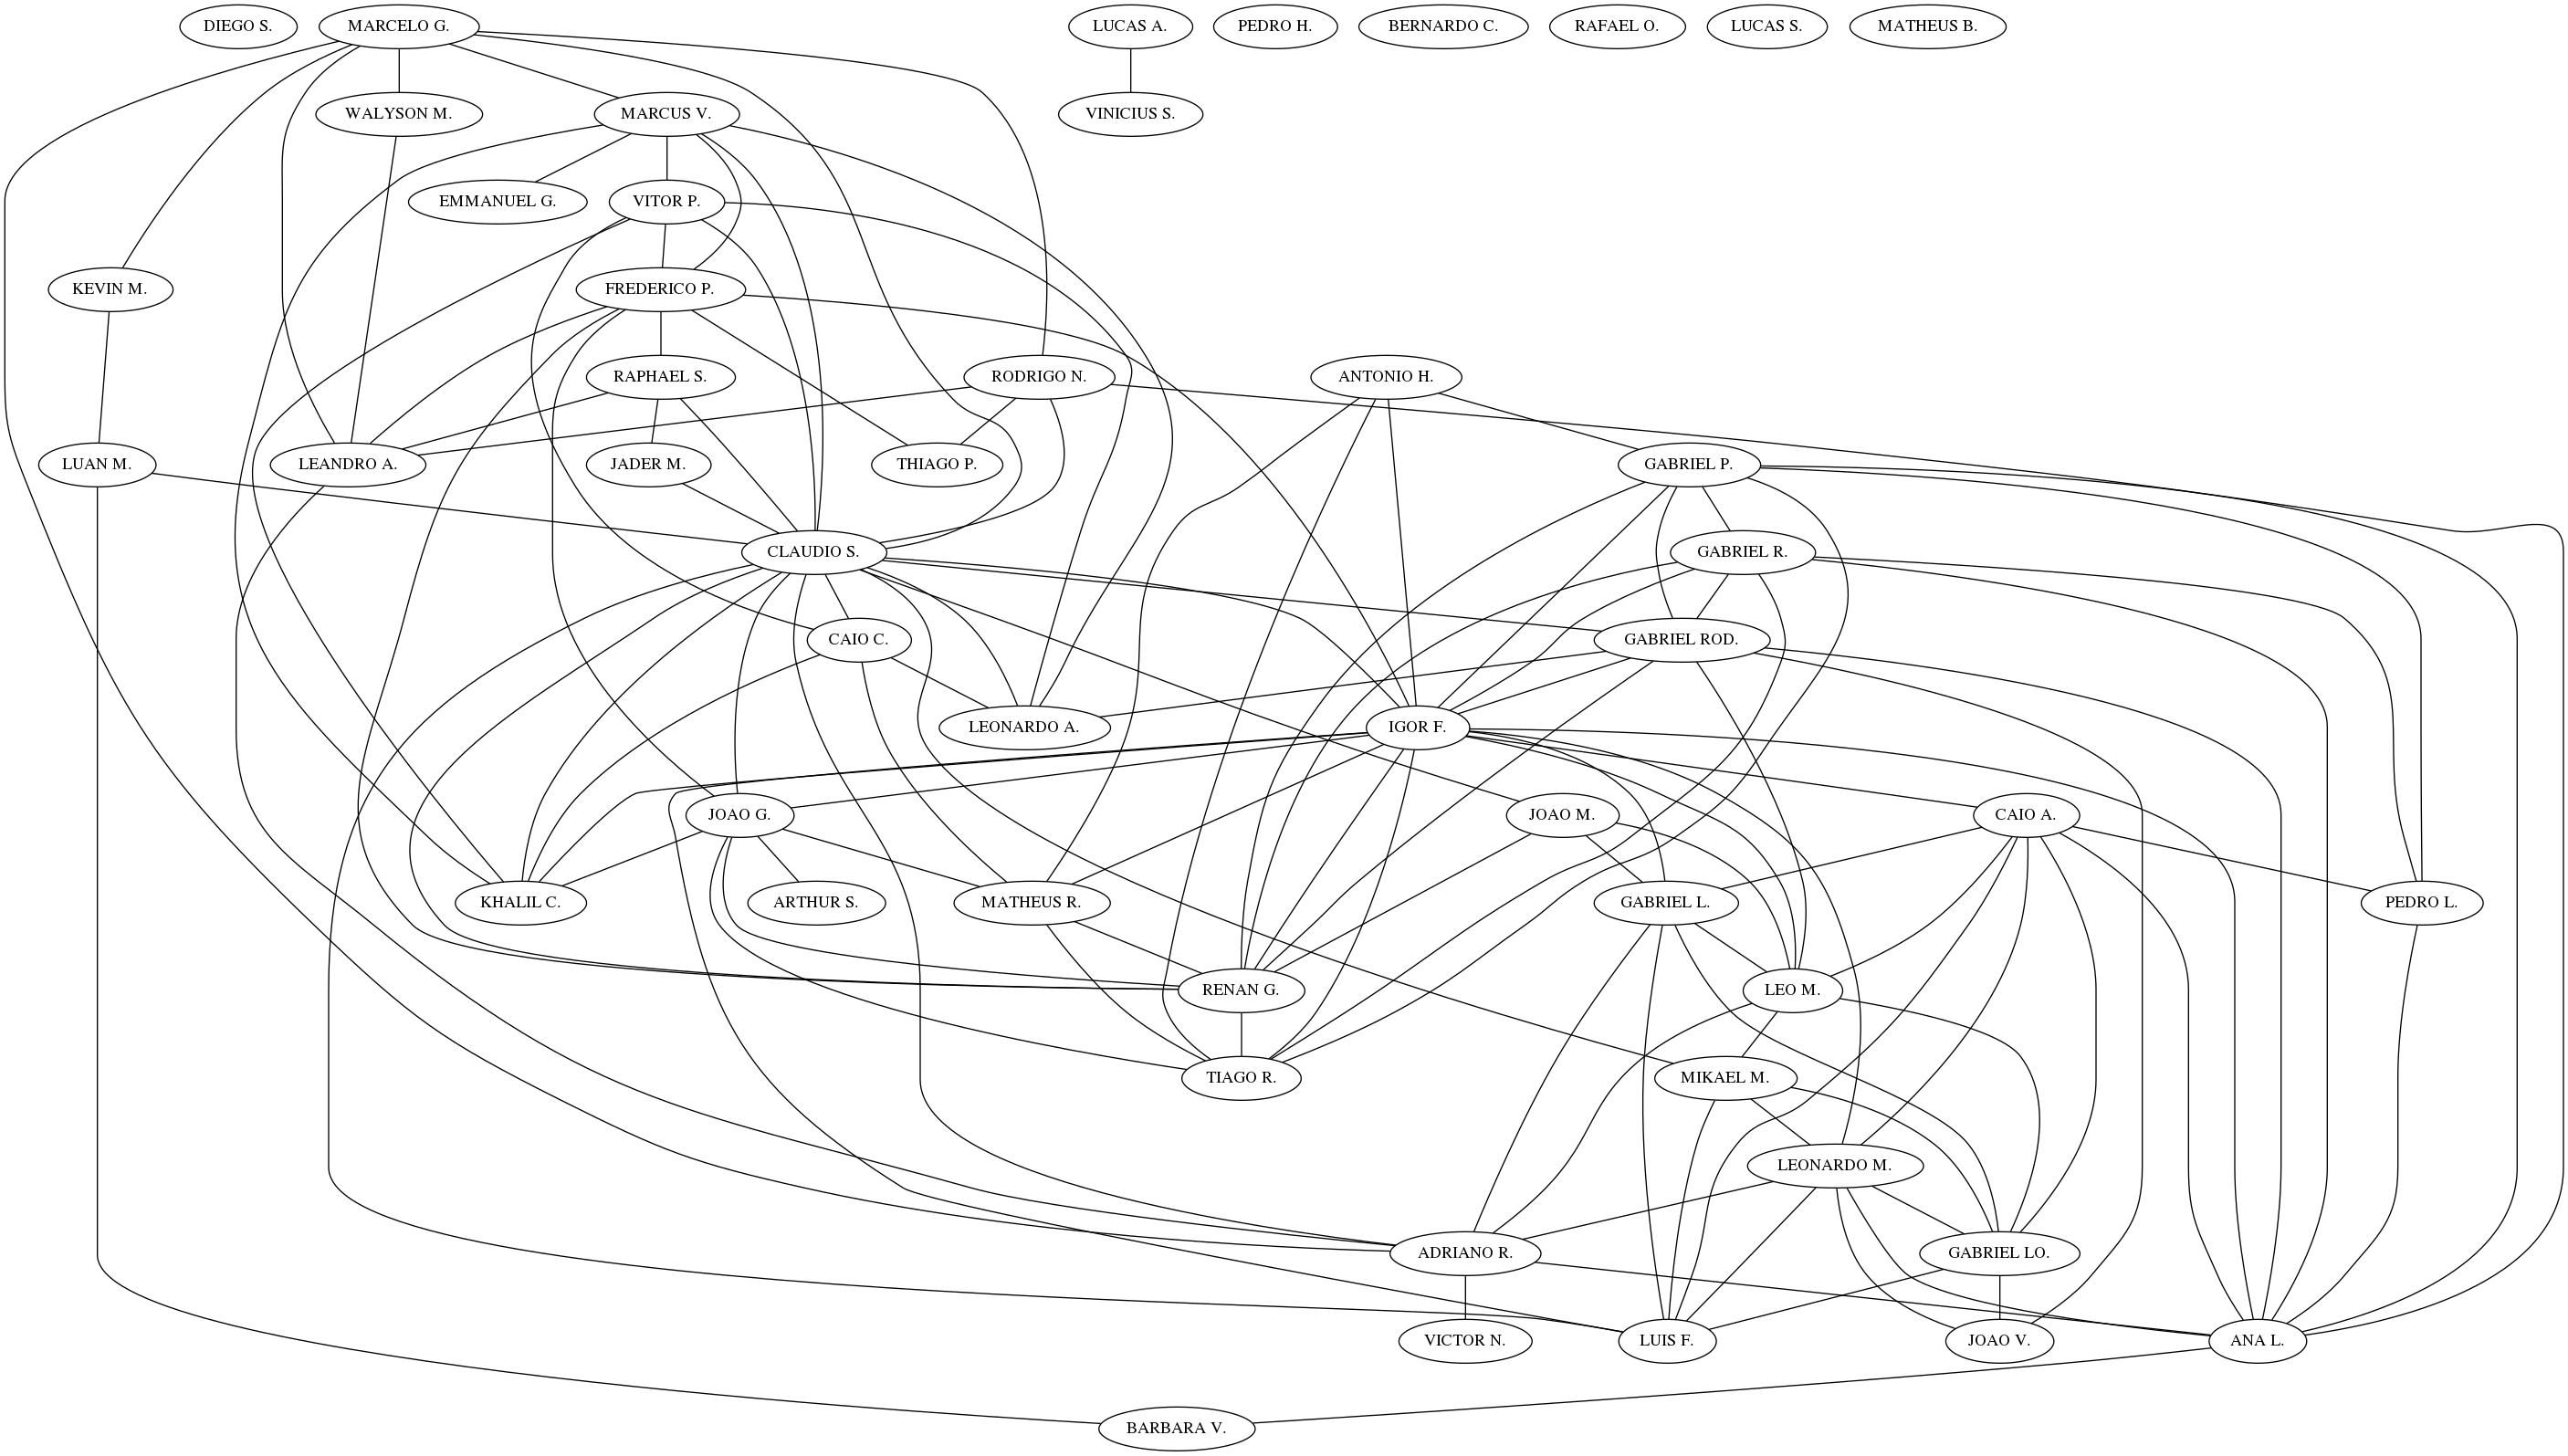 DIEGO S.
MARCELO G.
LUCAS A.
PEDRO H.
BERNARDO C.
RAFAEL O.
LUCAS S.
MATHEUS B.
WALYSON M.
MARCUS V.
VINICIUS S.
EMMANUEL G.
VITOR P.
KEVIN M.
FREDERICO P.
RAPHAEL S.
RODRIGO N.
ANTONIO H.
LUAN M.
LEANDRO A.
JADER M.
THIAGO P.
GABRIEL P.
CLAUDIO S.
GABRIEL R.
CAIO C.
GABRIEL ROD.
LEONARDO A.
IGOR F.
JOAO G.
JOAO M.
CAIO A.
KHALIL C.
ARTHUR S.
MATHEUS R.
GABRIEL L.
PEDRO L.
RENAN G.
LEO M.
TIAGO R.
MIKAEL M.
LEONARDO M.
ADRIANO R.
GABRIEL LO.
VICTOR N.
LUIS F.
JOAO V.
ANA L.
BARBARA V.